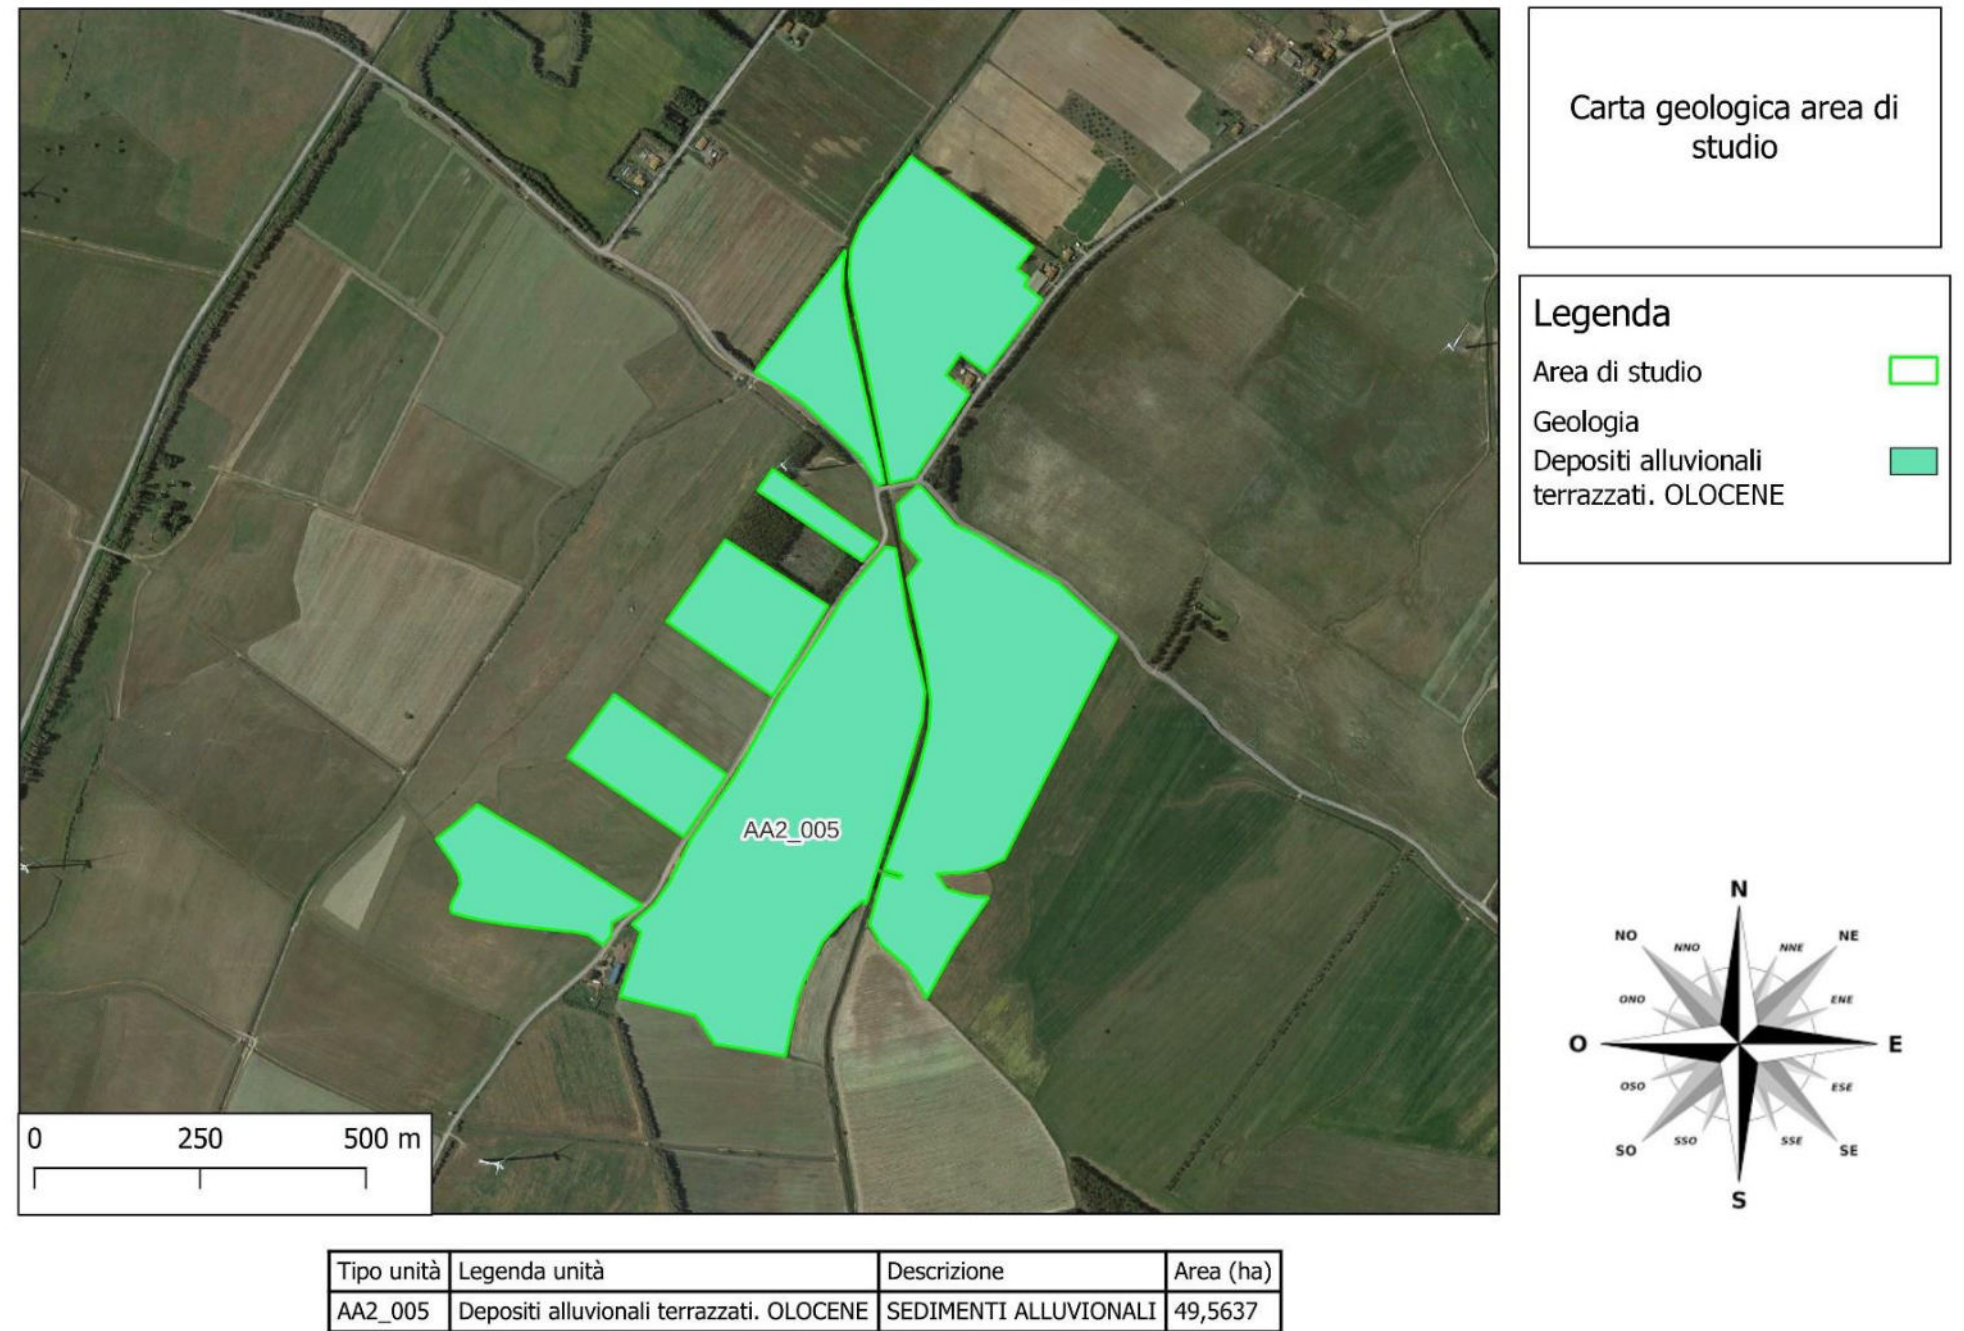 Carta geologica area di
studio
Legenda
Area di studio
Geologia
Depositi alluvionali
terrazzati. OLOCENE
AA2_005
0 250 500 m
N
NNO NNE
NO NE
ONO ENE
O E
OSO ESE
SO SE
SSO SSE
S
Tipo unità Legenda unità Descrizione Area (ha)
AA2_005 Depositi alluvionali terrazzati. OLOCENE SEDIMENTI ALLUVIONALI 49,5637